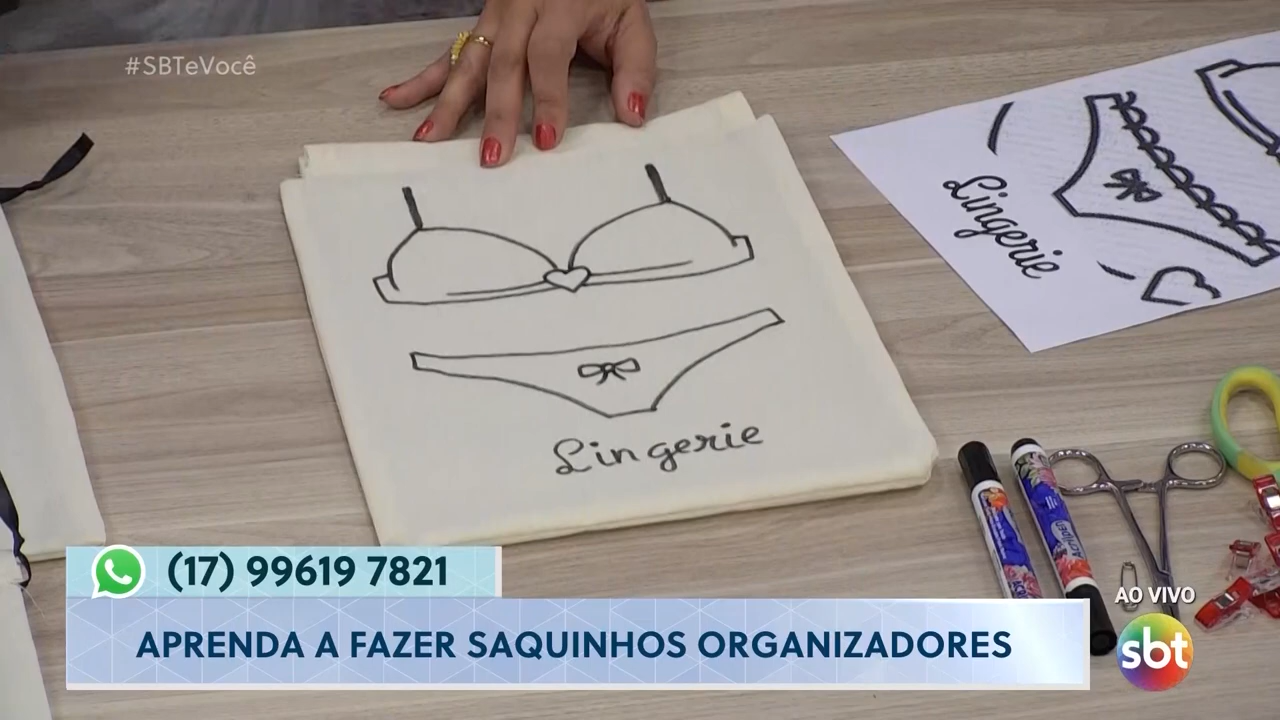 #SBTeVocê
Lingerie
Lingerie
(17) 99619 7821
APRENDA A FAZER SAQUINHOS ORGANIZADORES
AO VIVO
sbt